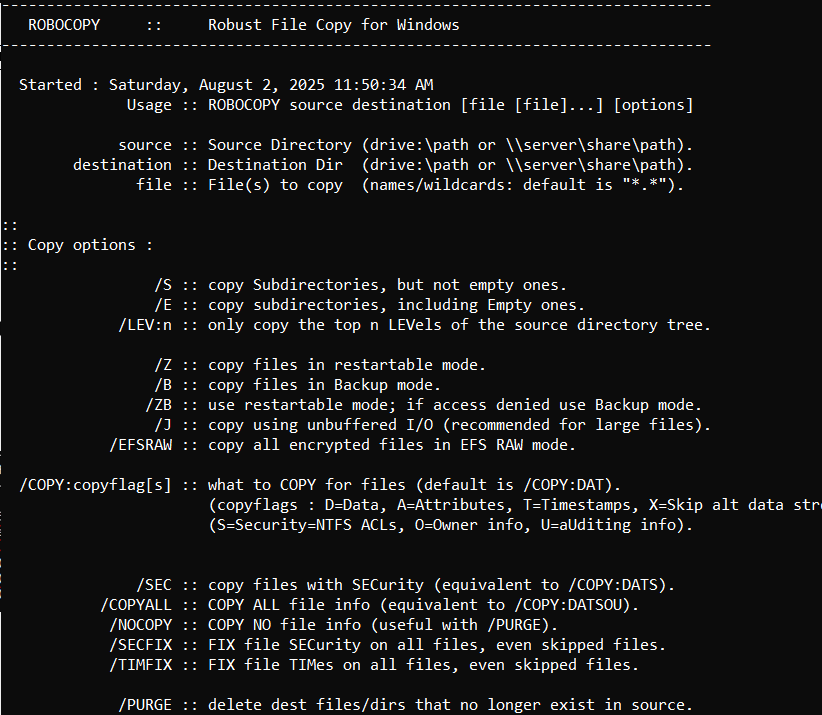 -------------------------------------------------------------------------------
   ROBOCOPY     ::     Robust File Copy for Windows
-------------------------------------------------------------------------------

  Started : Saturday, August 2, 2025 11:50:34 AM
              Usage :: ROBOCOPY source destination [file [file]...] [options]

             source :: Source Directory (drive:\path or \\server\share\path).
        destination :: Destination Dir  (drive:\path or \\server\share\path).
               file :: File(s) to copy  (names/wildcards: default is "*.*").

::
:: Copy options :
::
                 /S :: copy Subdirectories, but not empty ones.
                 /E :: copy subdirectories, including Empty ones.
             /LEV:n :: only copy the top n LEVels of the source directory tree.

                 /Z :: copy files in restartable mode.
                 /B :: copy files in Backup mode.
                /ZB :: use restartable mode; if access denied use Backup mode.
                 /J :: copy using unbuffered I/O (recommended for large files).
            /EFSRAW :: copy all encrypted files in EFS RAW mode.

  /COPY:copyflag[s] :: what to COPY for files (default is /COPY:DAT).
                       (copyflags : D=Data, A=Attributes, T=Timestamps, X=Skip alt data
                       (S=Security=NTFS ACLs, O=Owner info, U=aUditing info).


               /SEC :: copy files with SECurity (equivalent to /COPY:DATS).
           /COPYALL :: COPY ALL file info (equivalent to /COPY:DATSOU).
            /NOCOPY :: COPY NO file info (useful with /PURGE).
            /SECFIX :: FIX file SECurity on all files, even skipped files.
            /TIMFIX :: FIX file TIMes on all files, even skipped files.

             /PURGE :: delete dest files/dirs that no longer exist in source.